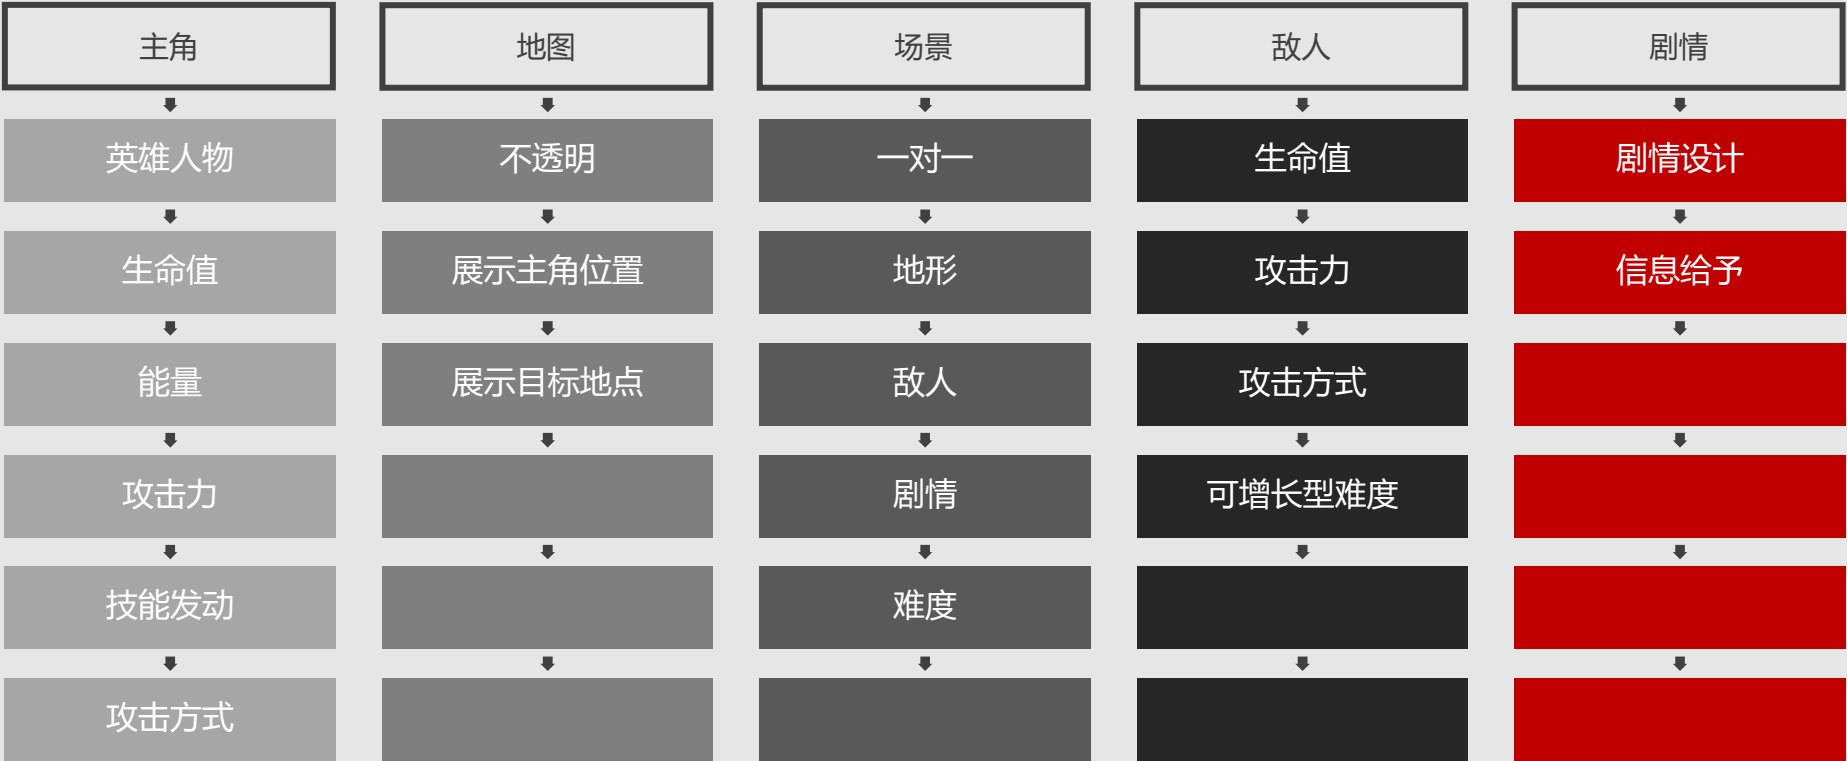 主角
地图
场景
敌人
剧情
英雄人物
不透明
一对一
生命值
剧情设计
生命值
展示主角位置
地形
攻击力
信息给予
能量
展示目标地点
敌人
攻击方式
攻击力
剧情
可增长型难度
技能发动
难度
攻击方式